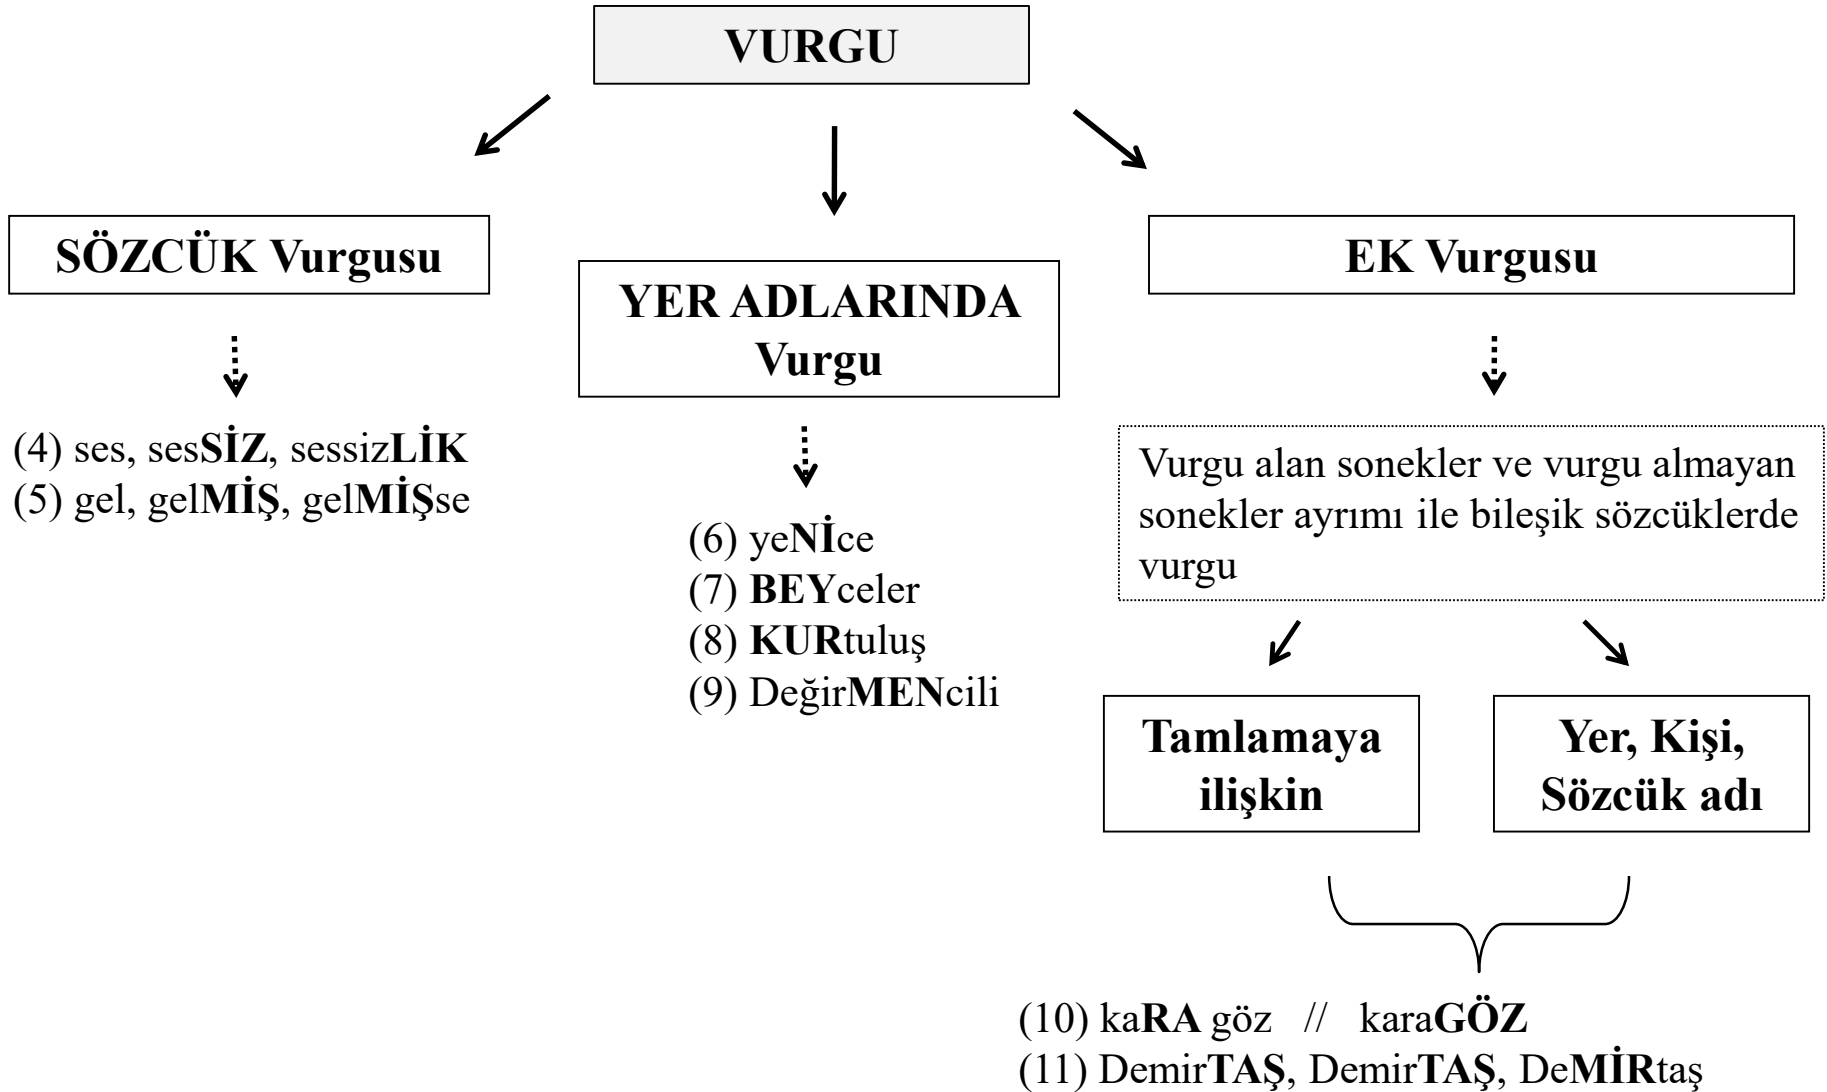 VURGU
SÖZCÜK Vurgusu
(4) ses, sesSİZ, sessizLİK
(5) gel, gelMİŞ, gelMİŞse
YER ADLARINDA
Vurgu
(6) yeNİce
(7) BEYceler
(8) KURtuluş
(9) DeğirMENcili
EK Vurgusu
Vurgu alan sonekler ve vurgu almayan
sonekler ayrımı ile bileşik sözcüklerde
vurgu
Tamlamaya
ilişkin
Yer, Kişi,
Sözcük adı
(10) kaRA göz // karaGÖZ
(11) DemirTAŞ, DemirTAŞ, DeMİRtaş